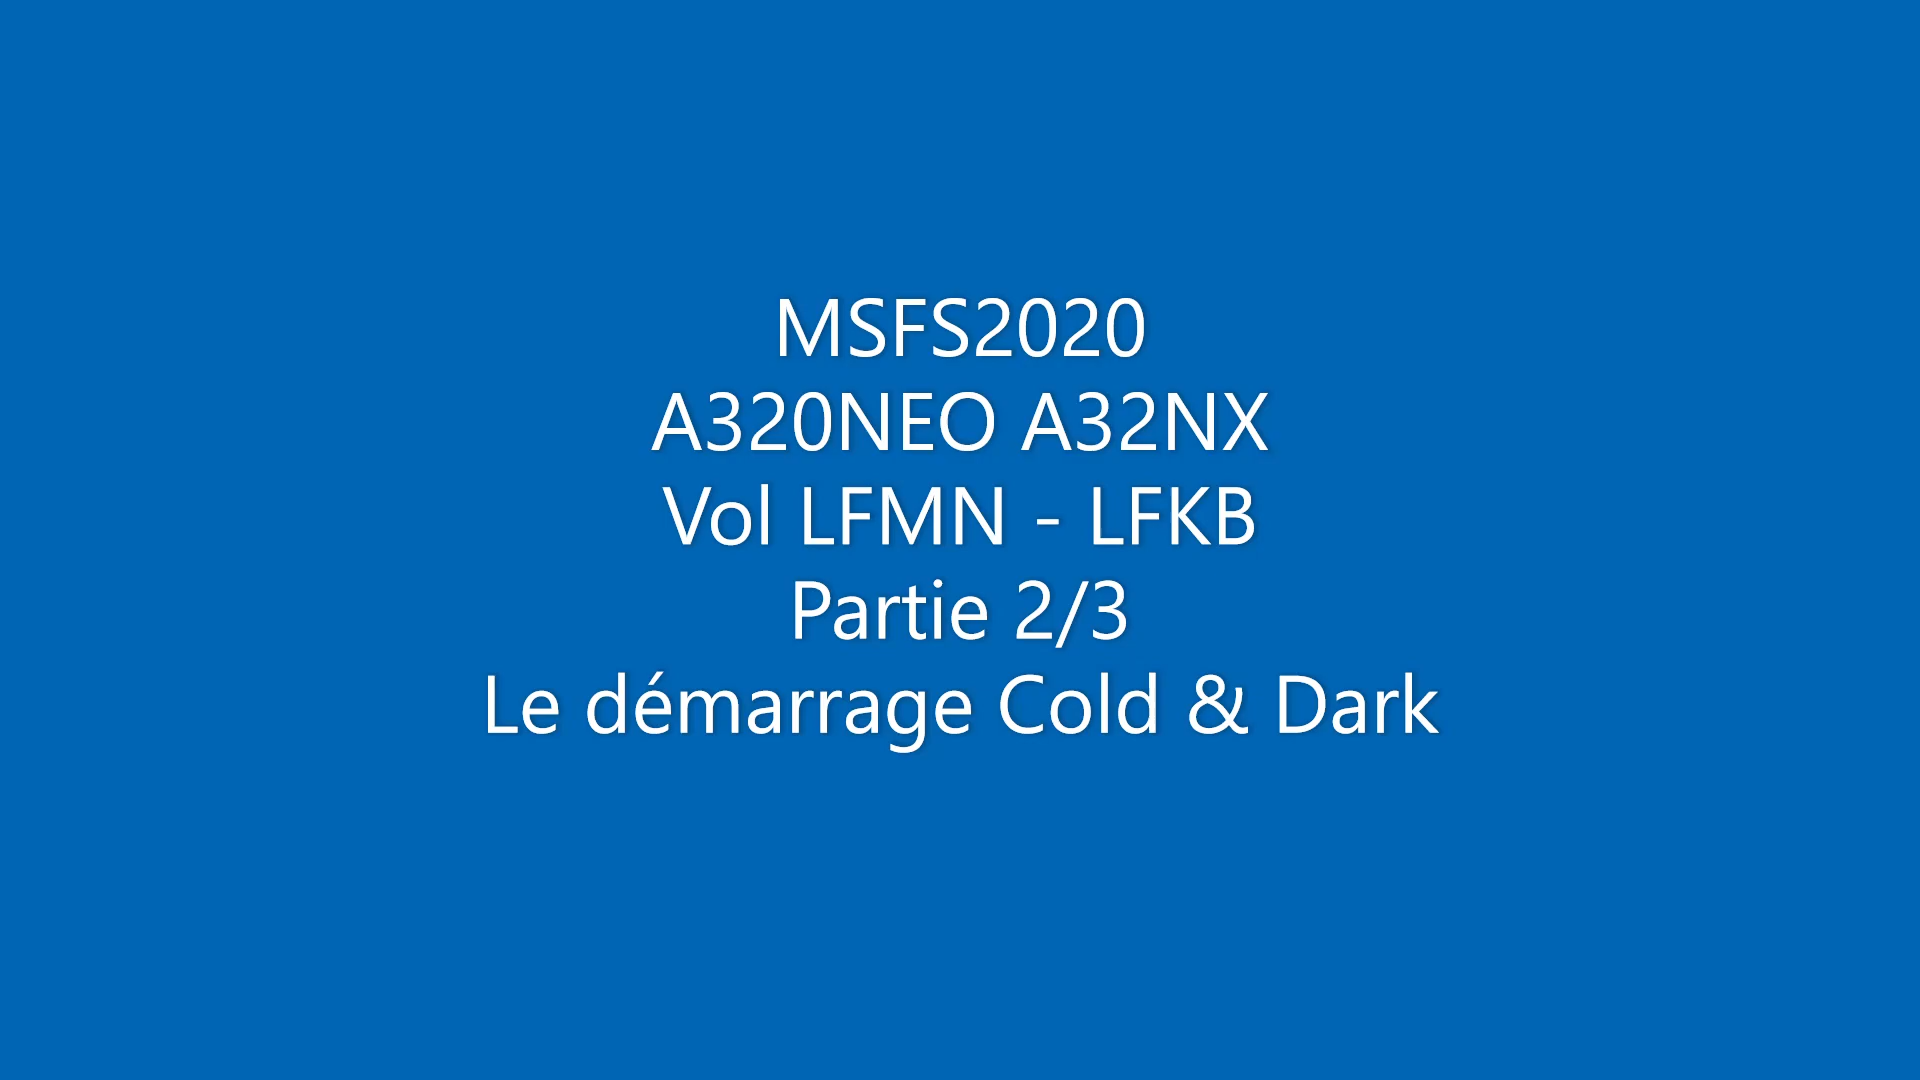 MSFS2020
A320NEO A32NX
Vol LFMN - LFKB
Partie 2/3
Le démarrage Cold & Dark